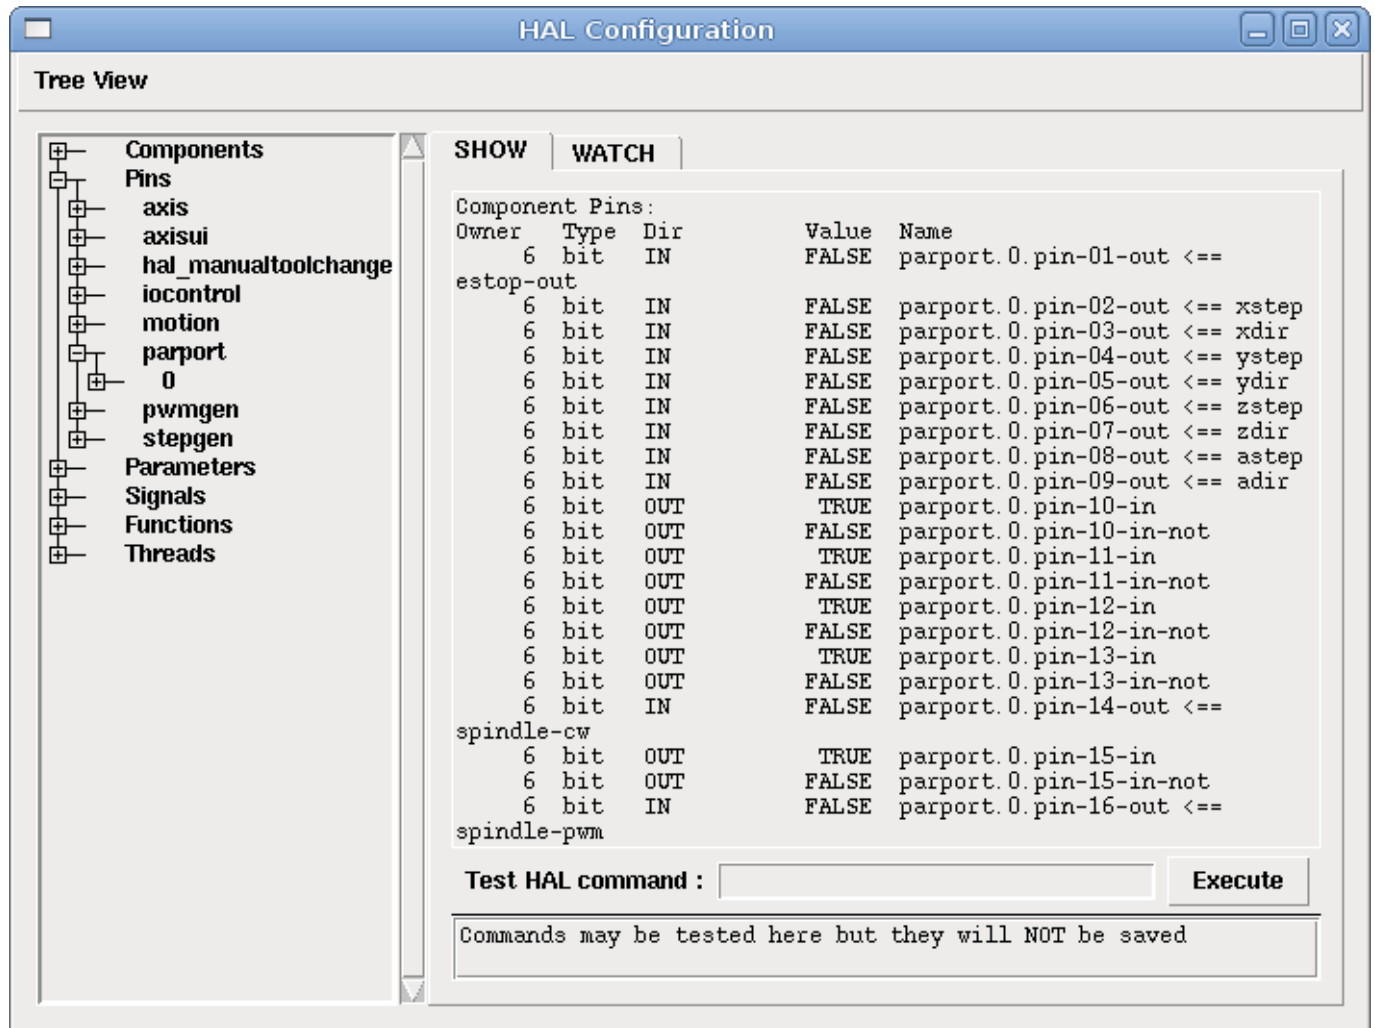 HAL Configuration
Tree View
Components
Pins
axis
axisui
hal_manualtoolchange
iocontrol
motion
parport
0
pwmgen
stepgen
Parameters
Signals
Functions
Threads
SHOW WATCH
Component Pins:
Owner Type Dir Value Name
6 bit IN FALSE parport.0.pin-01-out <==
estop-out
6 bit IN FALSE parport.0.pin-02-out <== xstep
6 bit IN FALSE parport.0.pin-03-out <== xdir
6 bit IN FALSE parport.0.pin-04-out <== ystep
6 bit IN FALSE parport.0.pin-05-out <== ydir
6 bit IN FALSE parport.0.pin-06-out <== zstep
6 bit IN FALSE parport.0.pin-07-out <== zdir
6 bit IN FALSE parport.0.pin-08-out <== astep
6 bit IN FALSE parport.0.pin-09-out <== adir
6 bit OUT TRUE parport.0.pin-10-in
6 bit OUT FALSE parport.0.pin-10-in-not
6 bit OUT TRUE parport.0.pin-11-in
6 bit OUT FALSE parport.0.pin-11-in-not
6 bit OUT TRUE parport.0.pin-12-in
6 bit OUT FALSE parport.0.pin-12-in-not
6 bit OUT TRUE parport.0.pin-13-in
6 bit OUT FALSE parport.0.pin-13-in-not
6 bit IN FALSE parport.0.pin-14-out <==
spindle-cw
6 bit OUT TRUE parport.0.pin-15-in
6 bit OUT FALSE parport.0.pin-15-in-not
6 bit IN FALSE parport.0.pin-16-out <==
spindle-pwm
Test HAL command : Execute
Commands may be tested here but they will NOT be saved